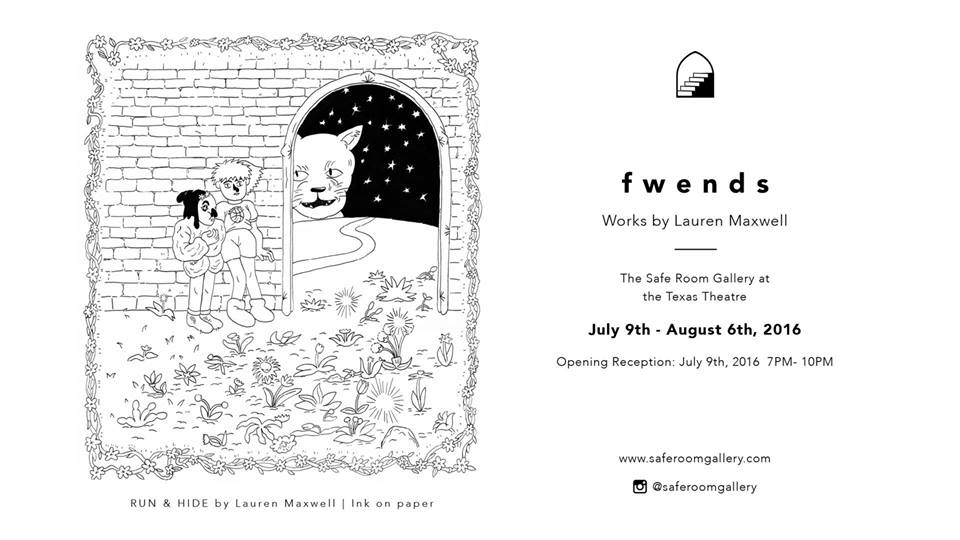 RUN & HIDE by Lauren Maxwell | Ink on paper
fwends
Works by Lauren Maxwell
The Safe Room Gallery at
the Texas Theatre
July 9th - August 6th, 2016
Opening Reception: July 9th, 2016 7PM- 10PM
www.saferoomgallery.com
@saferoomgallery